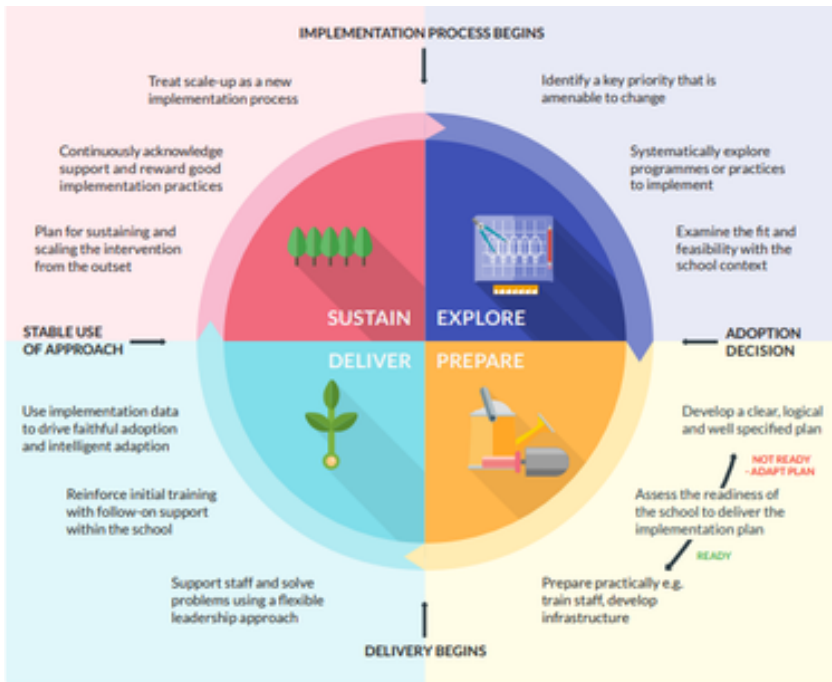 IMPLEMENTATION PROCESS BEGINS
Treat scale-up as a new
implementation process
Continuously acknowledge
support and reward good
implementation practices
Plan for sustaining and
scaling the intervention
from the outset
Identify a key priority that is
amenable to change
Systematically explore
programmes or practices
to implement
Examine the fit and
feasibility with the
school context
SUSTAIN
EXPLORE
STABLE USE
OF APPROACH
ADOPTION
DECISION
DELIVER
PREPARE
Use implementation data
to drive faithful adoption
and intelligent adaption
Reinforce initial training
with follow-on support
within the school
Support staff and solve
problems using a flexible
leadership approach
Develop a clear, logical
and well specified plan
NOT READY
- ADAPT PLAN
Assess the readiness of
the school to deliver the
implementation plan
READY
Prepare practically e.g.
train staff, develop
infrastructure
DELIVERY BEGINS